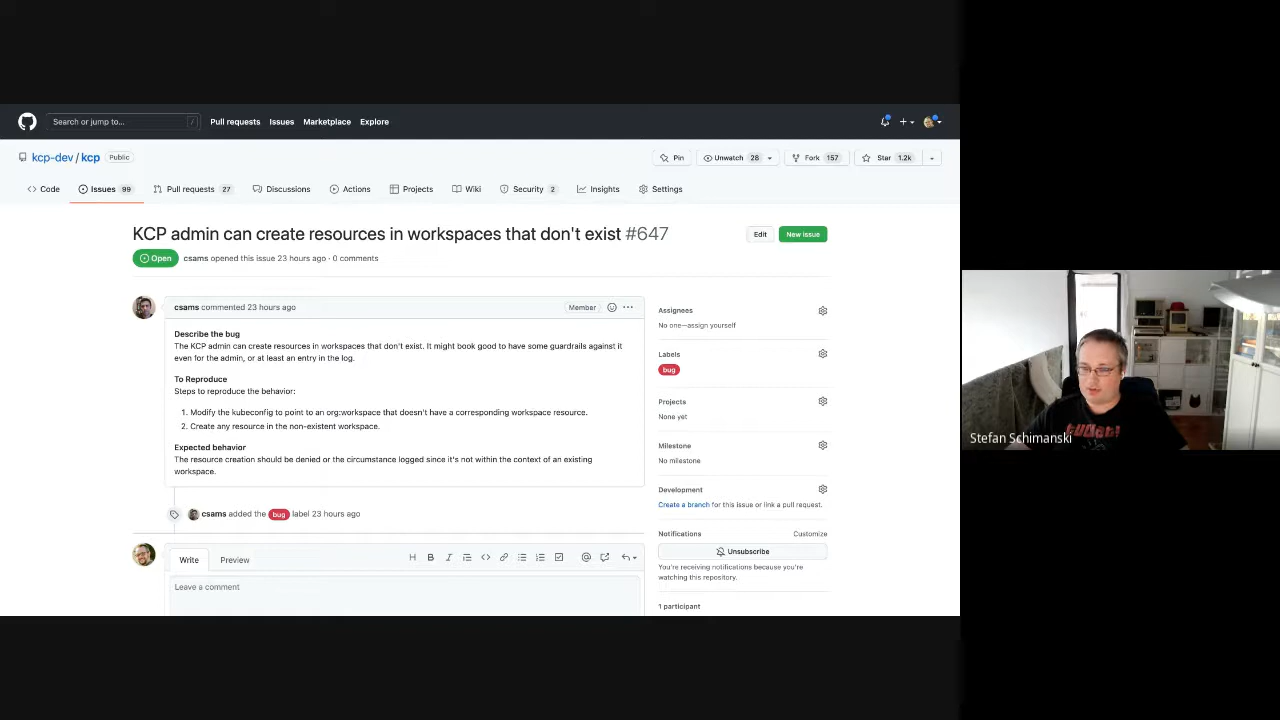 Search or jump to... /
Pull requests Issues Marketplace Explore
kcp-dev / kcp Public
Pin Unwatch 28 Fork 157 Star 1.2k
Code Issues 99 Pull requests 27 Discussions Actions Projects Wiki Security 2 Insights Settings
KCP admin can create resources in workspaces that don't exist #647
Edit New issue
Open csams opened this issue 23 hours ago · 0 comments
csams commented 23 hours ago Member
Describe the bug
The KCP admin can create resources in workspaces that don't exist. It might book good to have some guardrails against it
even for the admin, or at least an entry in the log.
To Reproduce
Steps to reproduce the behavior:
1. Modify the kubeconfig to point to an org:workspace that doesn't have a corresponding workspace resource.
2. Create any resource in the non-existent workspace.
Expected behavior
The resource creation should be denied or the circumstance logged since it's not within the context of an existing
workspace.
csams added the bug label 23 hours ago
Write Preview
Leave a comment
Assignees
No one—assign yourself
Labels
bug
Projects
None yet
Milestone
No milestone
Development
Create a branch for this issue or link a pull request.
Notifications Customize
Unsubscribe
You're receiving notifications because you're
watching this repository.
1 participant
Stefan Schimanski